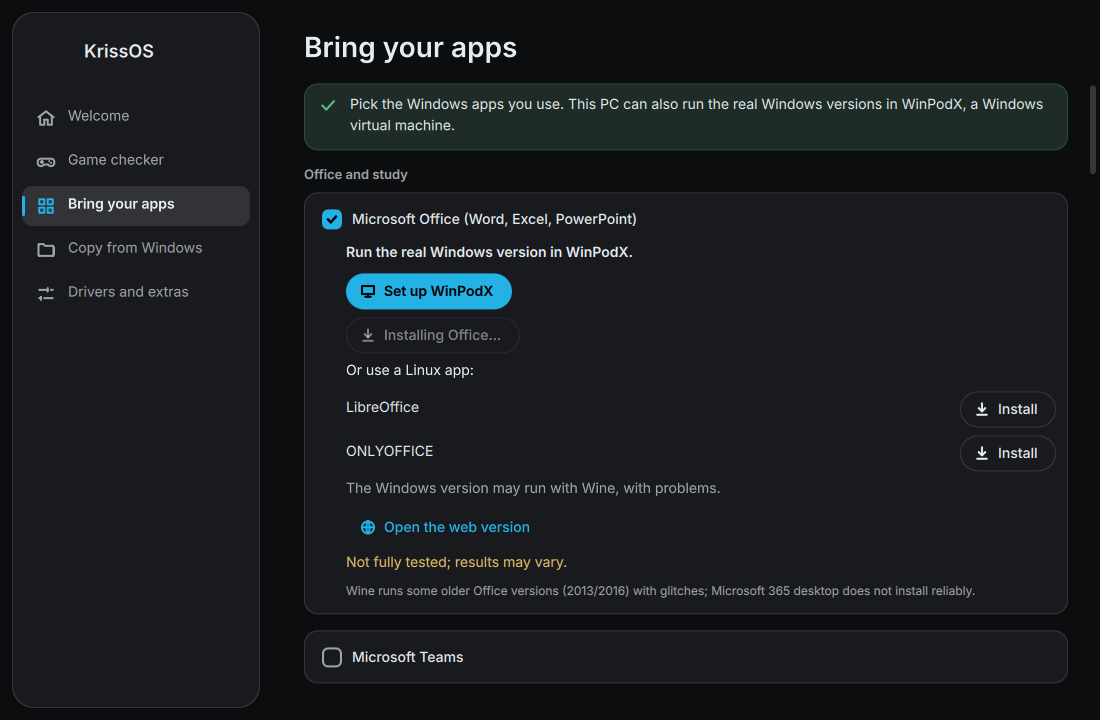 KrissOS
Welcome
Game checker
Bring your apps
Copy from Windows
Drivers and extras
Bring your apps
Pick the Windows apps you use. This PC can also run the real Windows versions in WinPodX, a Windows
virtual machine.
Office and study
Microsoft Office (Word, Excel, PowerPoint)
Run the real Windows version in WinPodX.
Set up WinPodX
Installing Office...
Or use a Linux app:
LibreOffice
Install
ONLYOFFICE
Install
The Windows version may run with Wine, with problems.
Open the web version
Not fully tested; results may vary.
Wine runs some older Office versions (2013/2016) with glitches; Microsoft 365 desktop does not install reliably.
Microsoft Teams